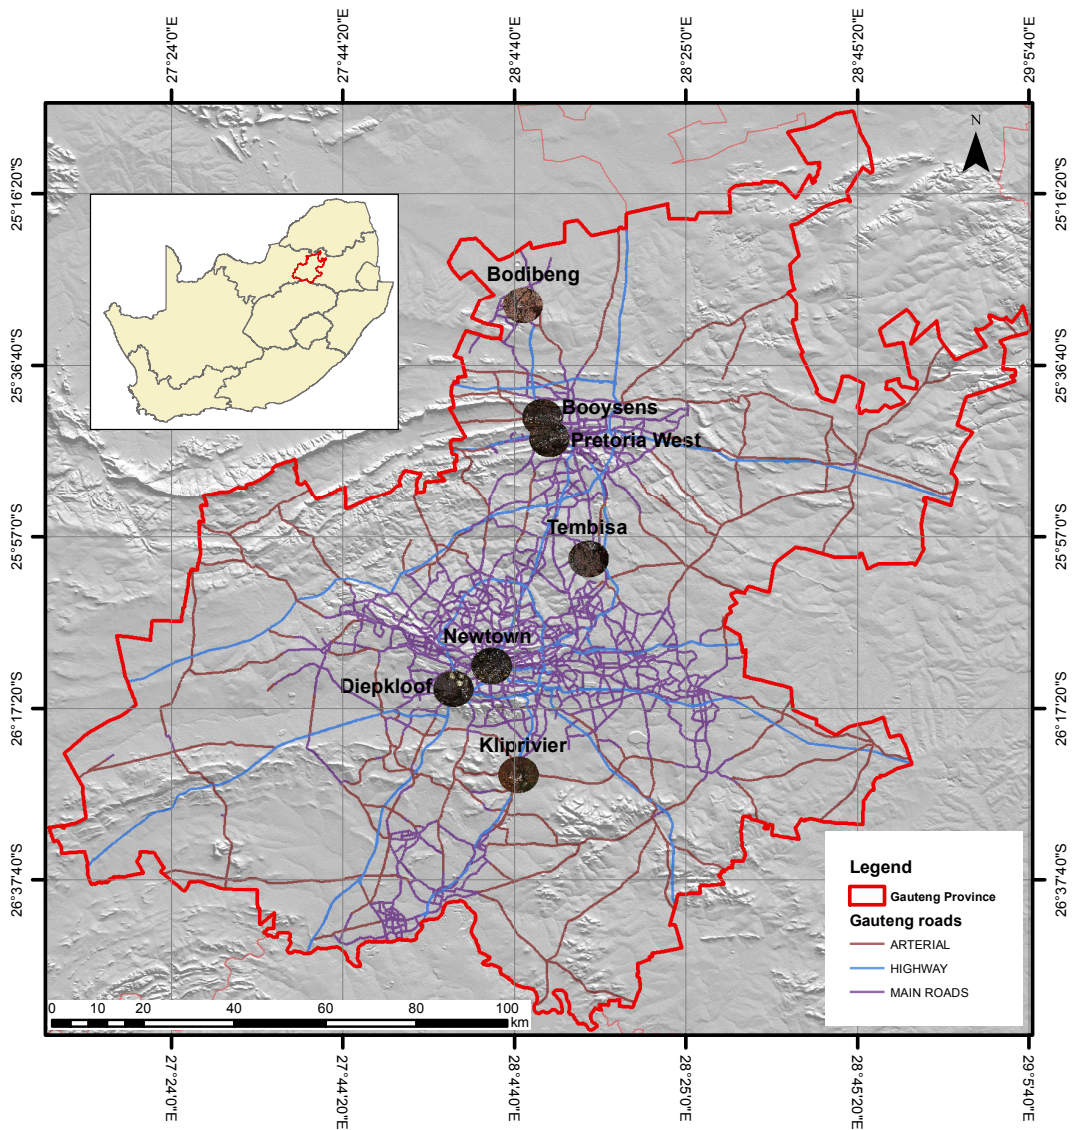 27°24'0"E
27°44'20"E
28°4'40"E
28°25'0"E
28°45'20"E
29°5'40"E
N
25°16'20"S
25°16'20"S
Bodibeng
25°36'40"S
25°36'40"S
Booysens
Pretoria West
Tembisa
25°57'0"S
25°57'0"S
Newtown
Diepkloof
26°17'20"S
26°17'20"S
Kliprivier
26°37'40"S
26°37'40"S
Legend
Gauteng Province
Gauteng roads
ARTERIAL
HIGHWAY
MAIN ROADS
0 10 20 40 60 80 100
km
27°24'0"E
27°44'20"E
28°4'40"E
28°25'0"E
28°45'20"E
29°5'40"E